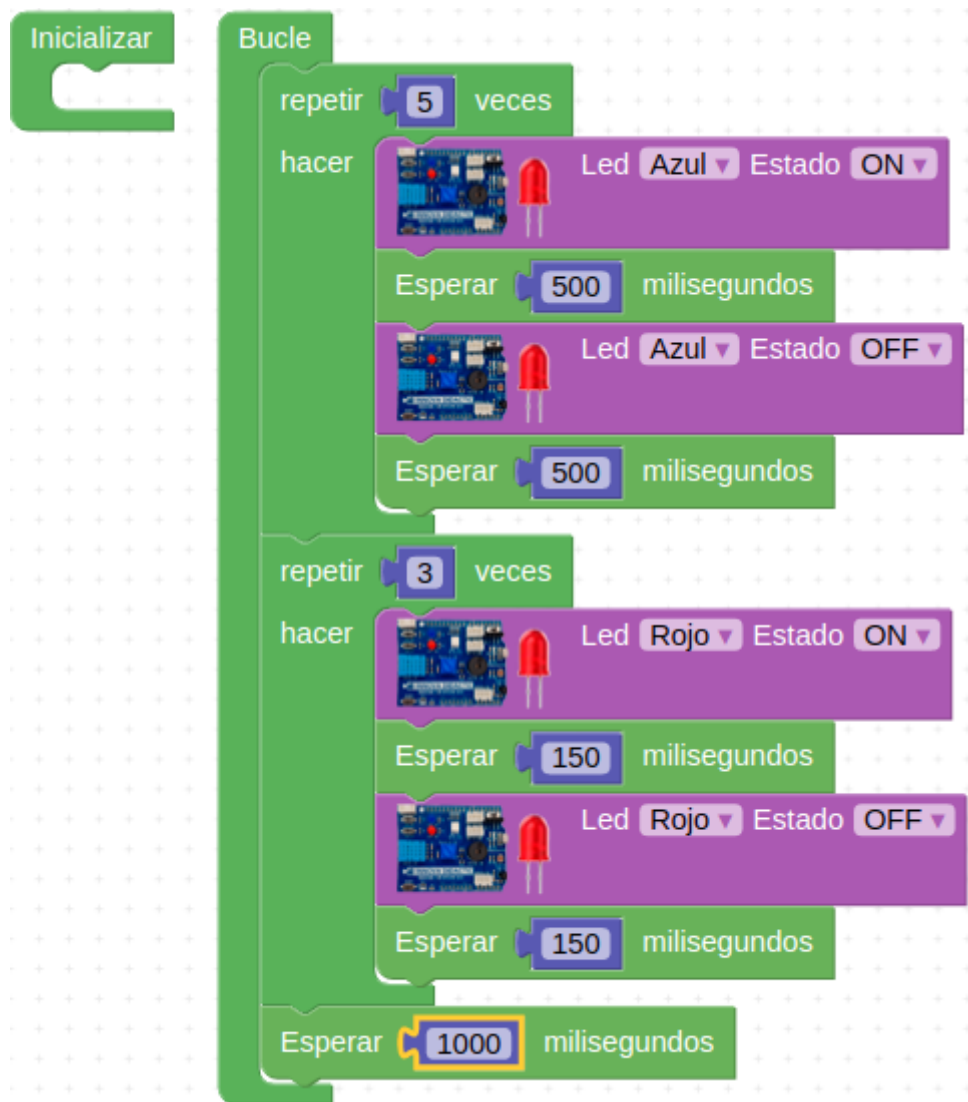 Inicializar
Bucle
repetir 5 veces
hacer
Led Azul Estado ON
Esperar 500 milisegundos
Led Azul Estado OFF
Esperar 500 milisegundos
repetir 3 veces
hacer
Led Rojo Estado ON
Esperar 150 milisegundos
Led Rojo Estado OFF
Esperar 150 milisegundos
Esperar 1000 milisegundos